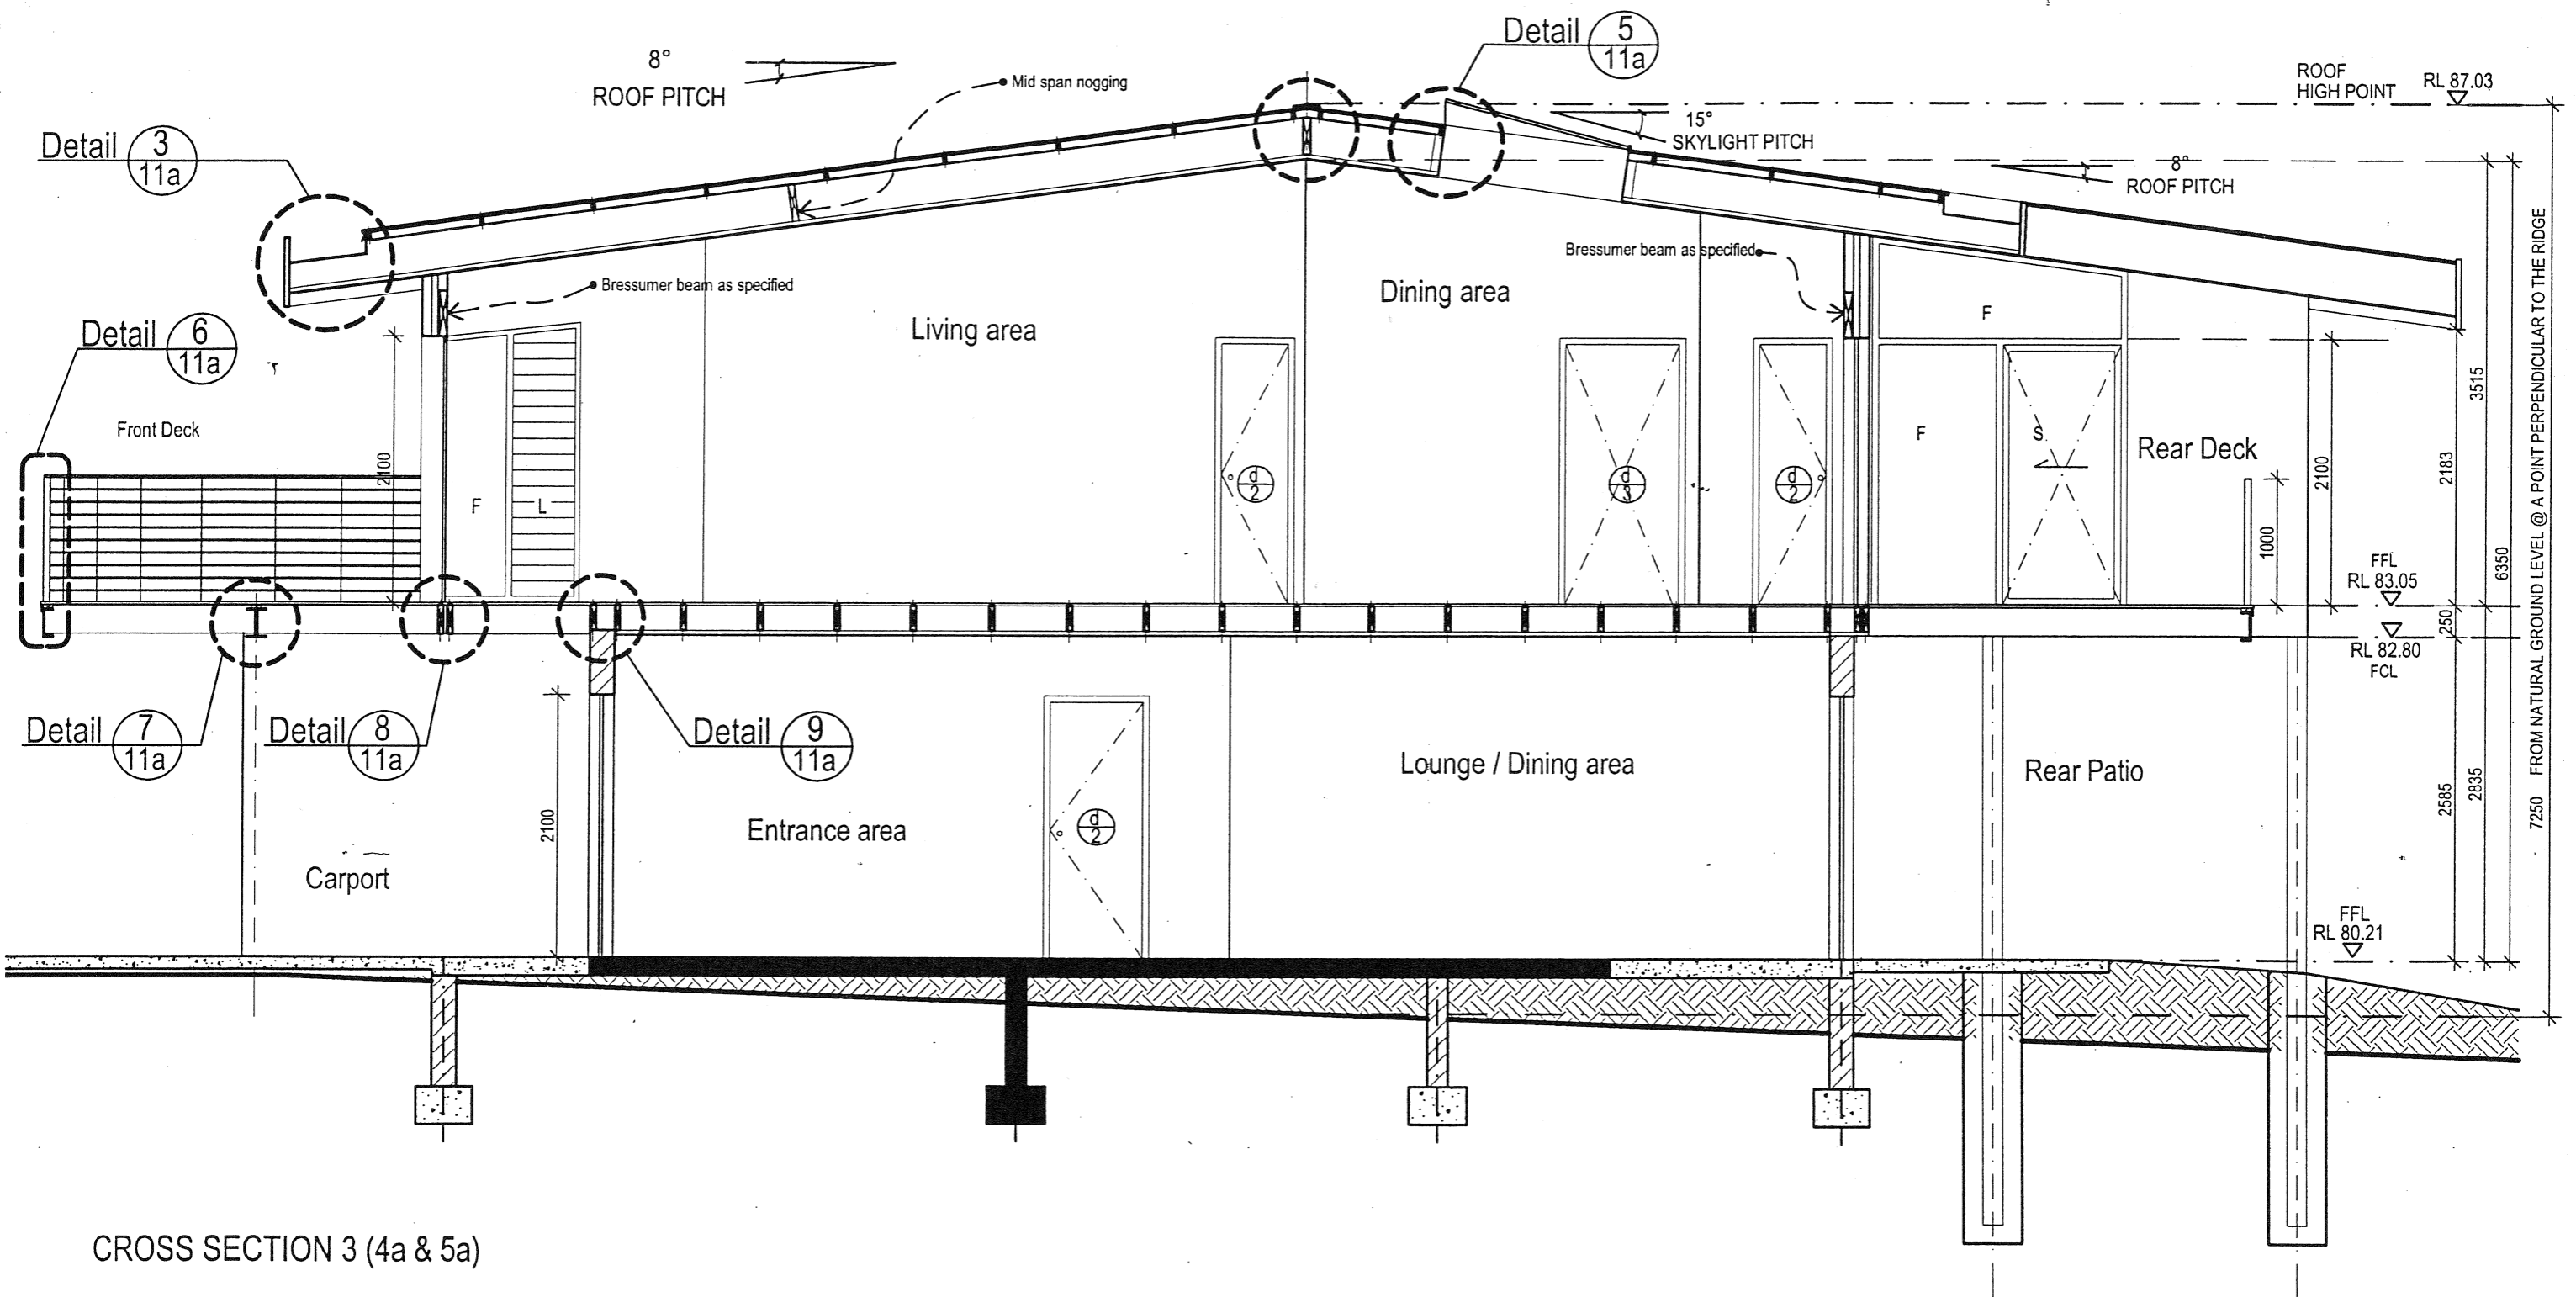 Detail 5
11a
8°
ROOF PITCH
Mid span nogging
ROOF
HIGH POINT
RL 87.03
15°
SKYLIGHT PITCH
Detail 3
11a
8°
ROOF PITCH
Bressumer beam as specified
Bressumer beam as specified
Dining area
Living area
F
Detail 6
11a
Front Deck
2100
F
L
d
2
d
3
d
2
F
S
Rear Deck
1000
2100
2183
3515
6350
7250 FROM NATURAL GROUND LEVEL @ A POINT PERPENDICULAR TO THE RIDGE
FFL
RL 83.05
250
RL 82.80
FCL
Detail 7
11a
Detail 8
11a
Detail 9
11a
2100
Lounge / Dining area
Rear Patio
2585
2835
Entrance area
d
2
Carport
FFL
RL 80.21
CROSS SECTION 3 (4a & 5a)